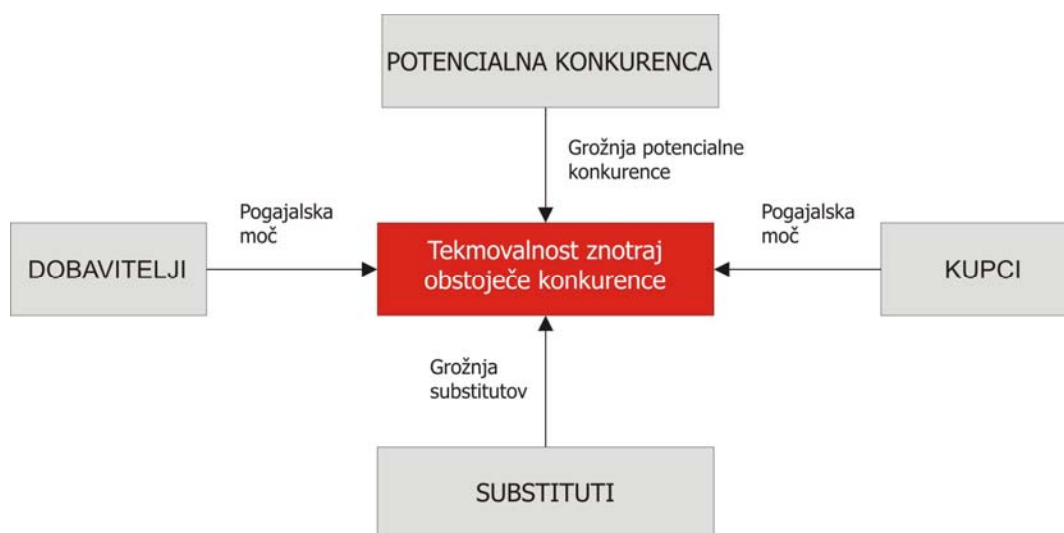 POTENCIALNA KONKURENCA
Grožnja potencialne
konkurence
Pogajalska
moč
DOBAVITELJI
Tekmovalnost znotraj
obstoječe konkurence
Pogajalska
moč
KUPCI
Grožnja
substitutov
SUBSTITUTI